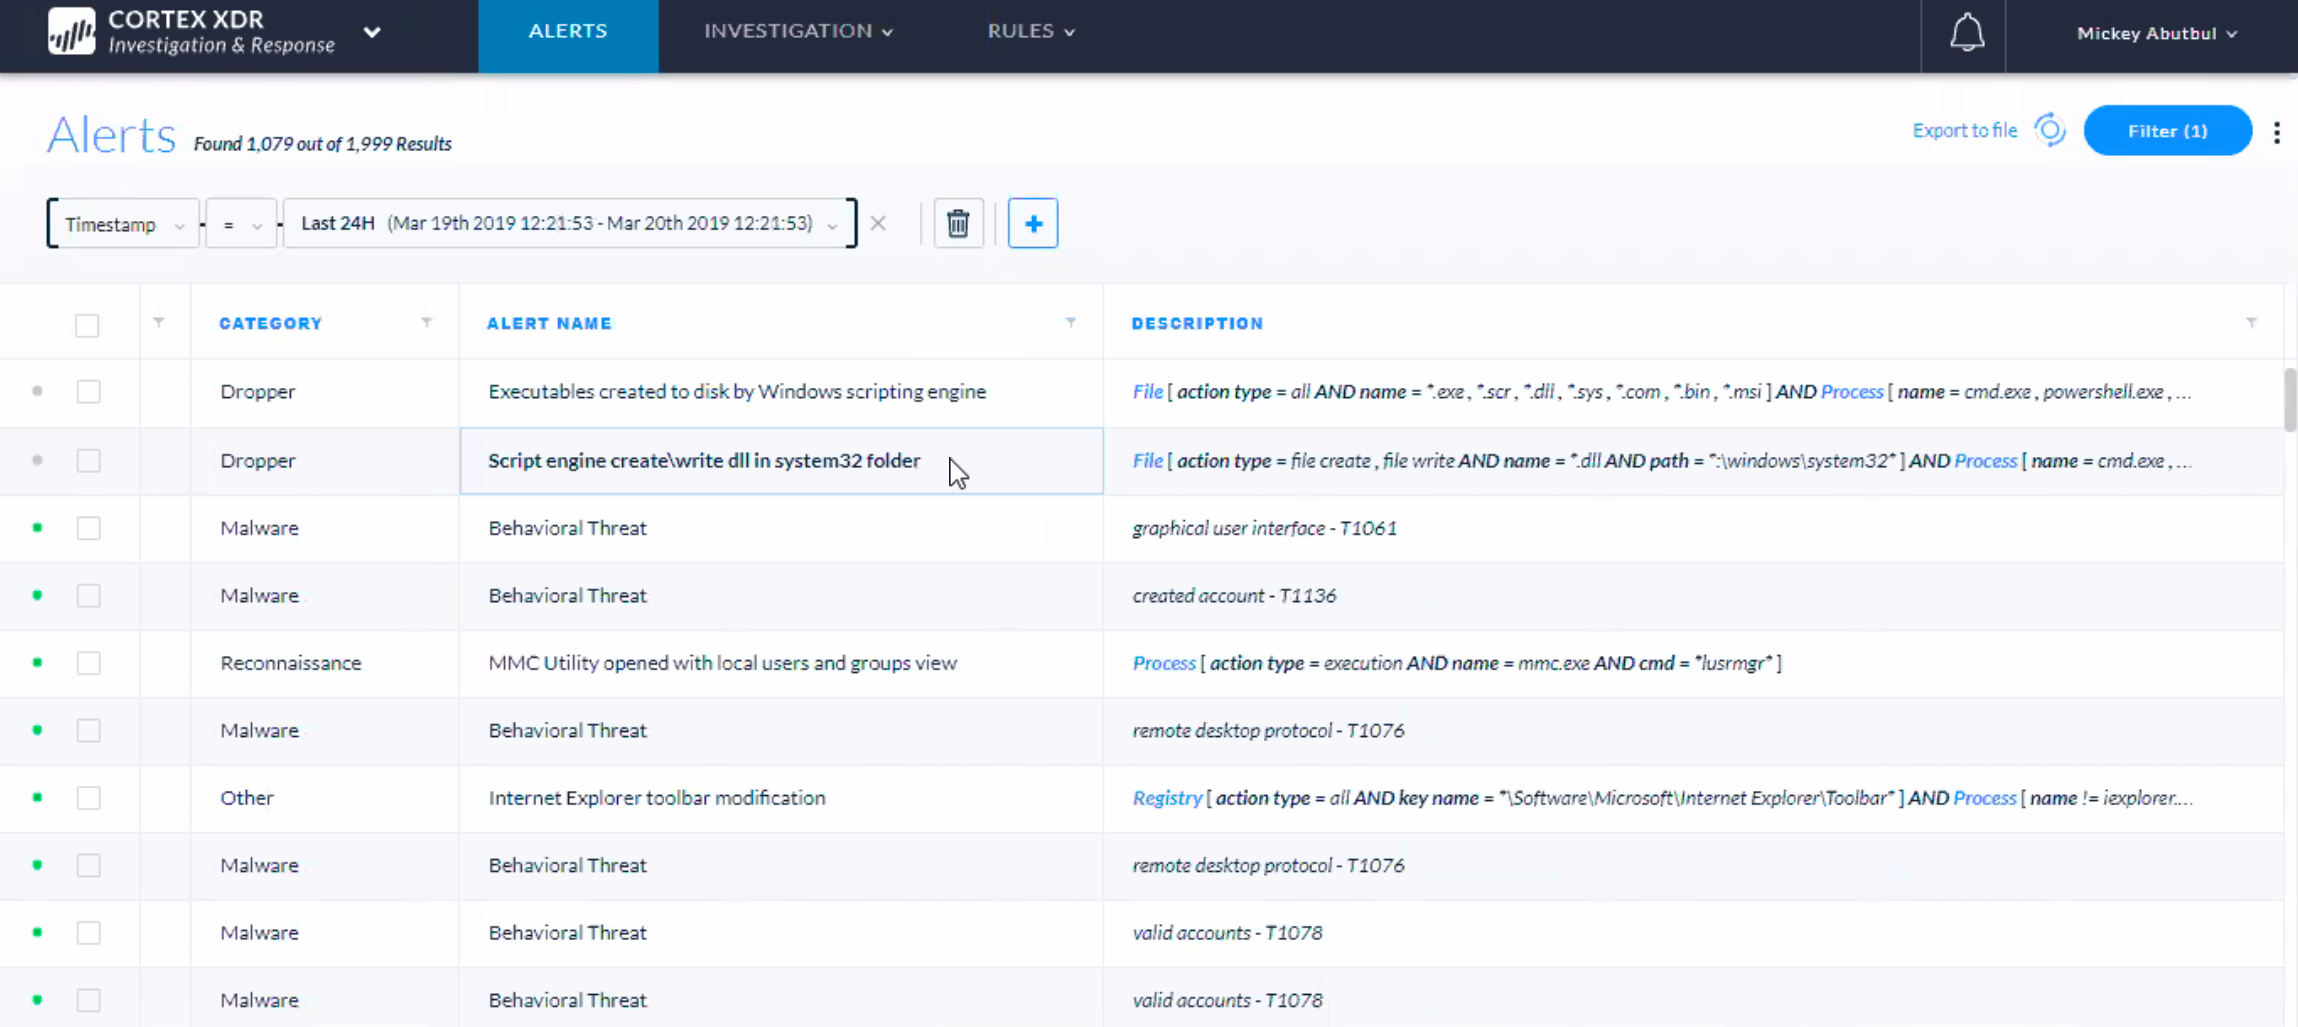 CORTEX XDR
Investigation & Response
ALERTS
INVESTIGATION
RULES
Mickey Abutbul
Alerts Found 1,079 out of 1,999 Results
Export to file
Filter (1)
Timestamp = Last 24H (Mar 19th 2019 12:21:53 - Mar 20th 2019 12:21:53)
CATEGORY ALERT NAME DESCRIPTION
Dropper Executables created to disk by Windows scripting engine File [ action type = all AND name = *.exe , *.scr , *.dll , *.sys , *.com , *.bin , *.msi ] AND Process [ name = cmd.exe , powershell.exe , ...
Dropper Script engine create\write dll in system32 folder File [ action type = file create , file write AND name = *.dll AND path = *:\windows\system32* ] AND Process [ name = cmd.exe , ...
Malware Behavioral Threat graphical user interface - T1061
Malware Behavioral Threat created account - T1136
Reconnaissance MMC Utility opened with local users and groups view Process [ action type = execution AND name = mmc.exe AND cmd = *lusrmgr* ]
Malware Behavioral Threat remote desktop protocol - T1076
Other Internet Explorer toolbar modification Registry [ action type = all AND key name = *\Software\Microsoft\Internet Explorer\Toolbar* ] AND Process [ name != iexplorer....
Malware Behavioral Threat remote desktop protocol - T1076
Malware Behavioral Threat valid accounts - T1078
Malware Behavioral Threat valid accounts - T1078